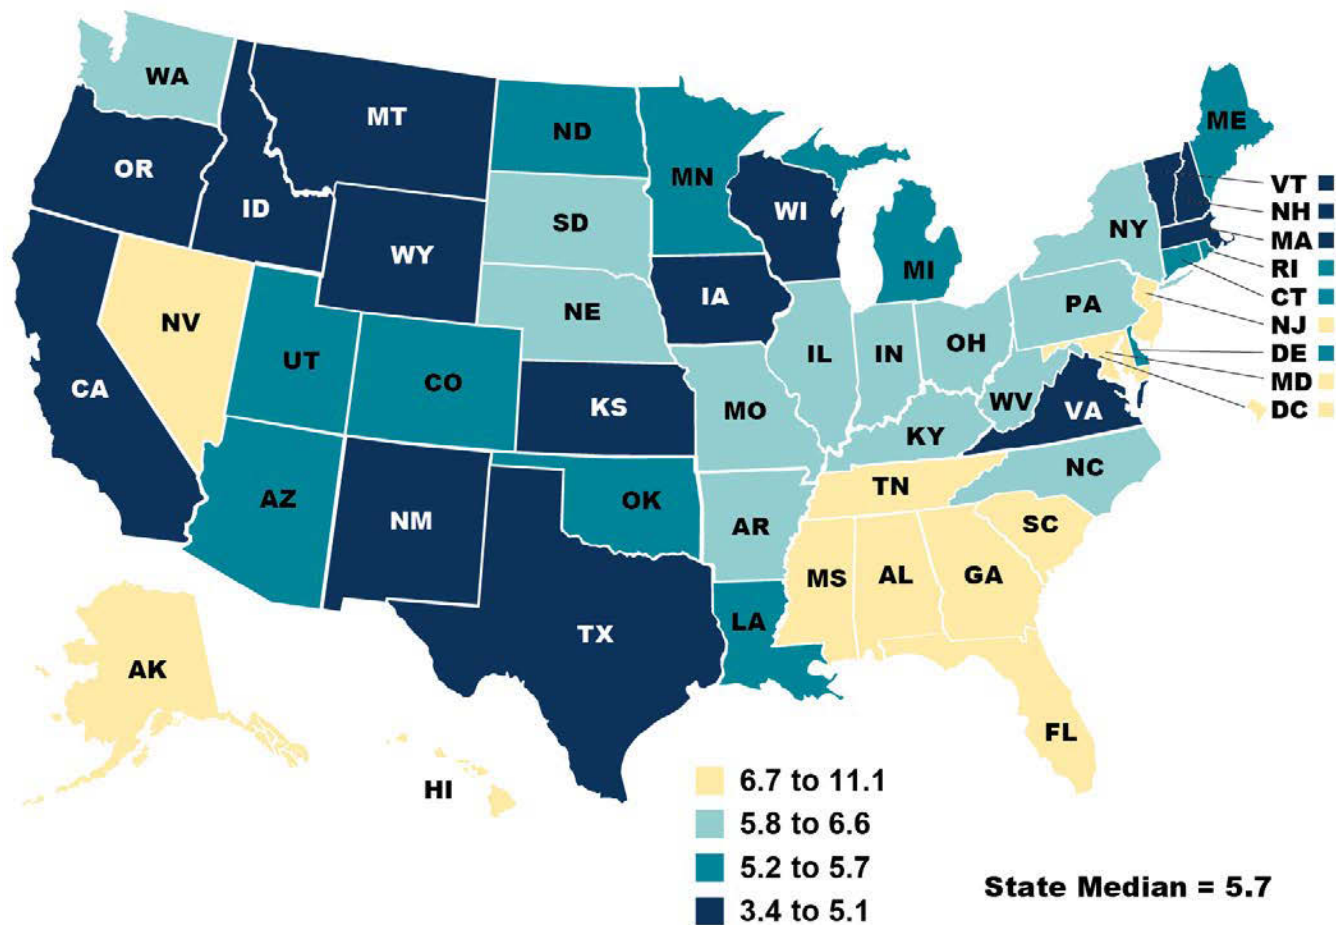 WA
MT
ND
ME
OR
MN
VT
ID
WI
NH
SD
NY
MA
WY
MI
RI
IA
CT
NE
PA
NV
NJ
UT
IL
IN
OH
DE
CO
MD
CA
KS
MO
WV
VA
DC
KY
NC
TN
AZ
OK
NM
AR
SC
MS
AL
GA
LA
TX
AK
FL
HI
6.7 to 11.1
5.8 to 6.6
5.2 to 5.7
3.4 to 5.1
State Median = 5.7